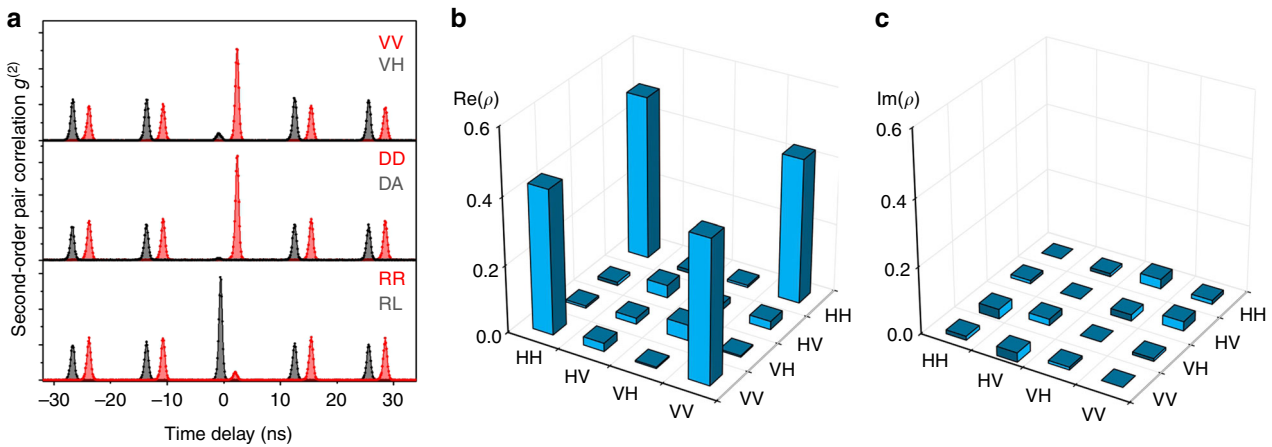 a
Second-order pair correlation g(2)
VV
VH
DD
DA
RR
RL
−30 −20 −10 0 10 20 30
Time delay (ns)
b
Re(ρ)
0.6
0.4
0.2
0.0
HH
HV
VH
VV
HH
HV
VH
VV
c
Im(ρ)
0.6
0.4
0.2
0.0
HH
HV
VH
VV
HH
HV
VH
VV